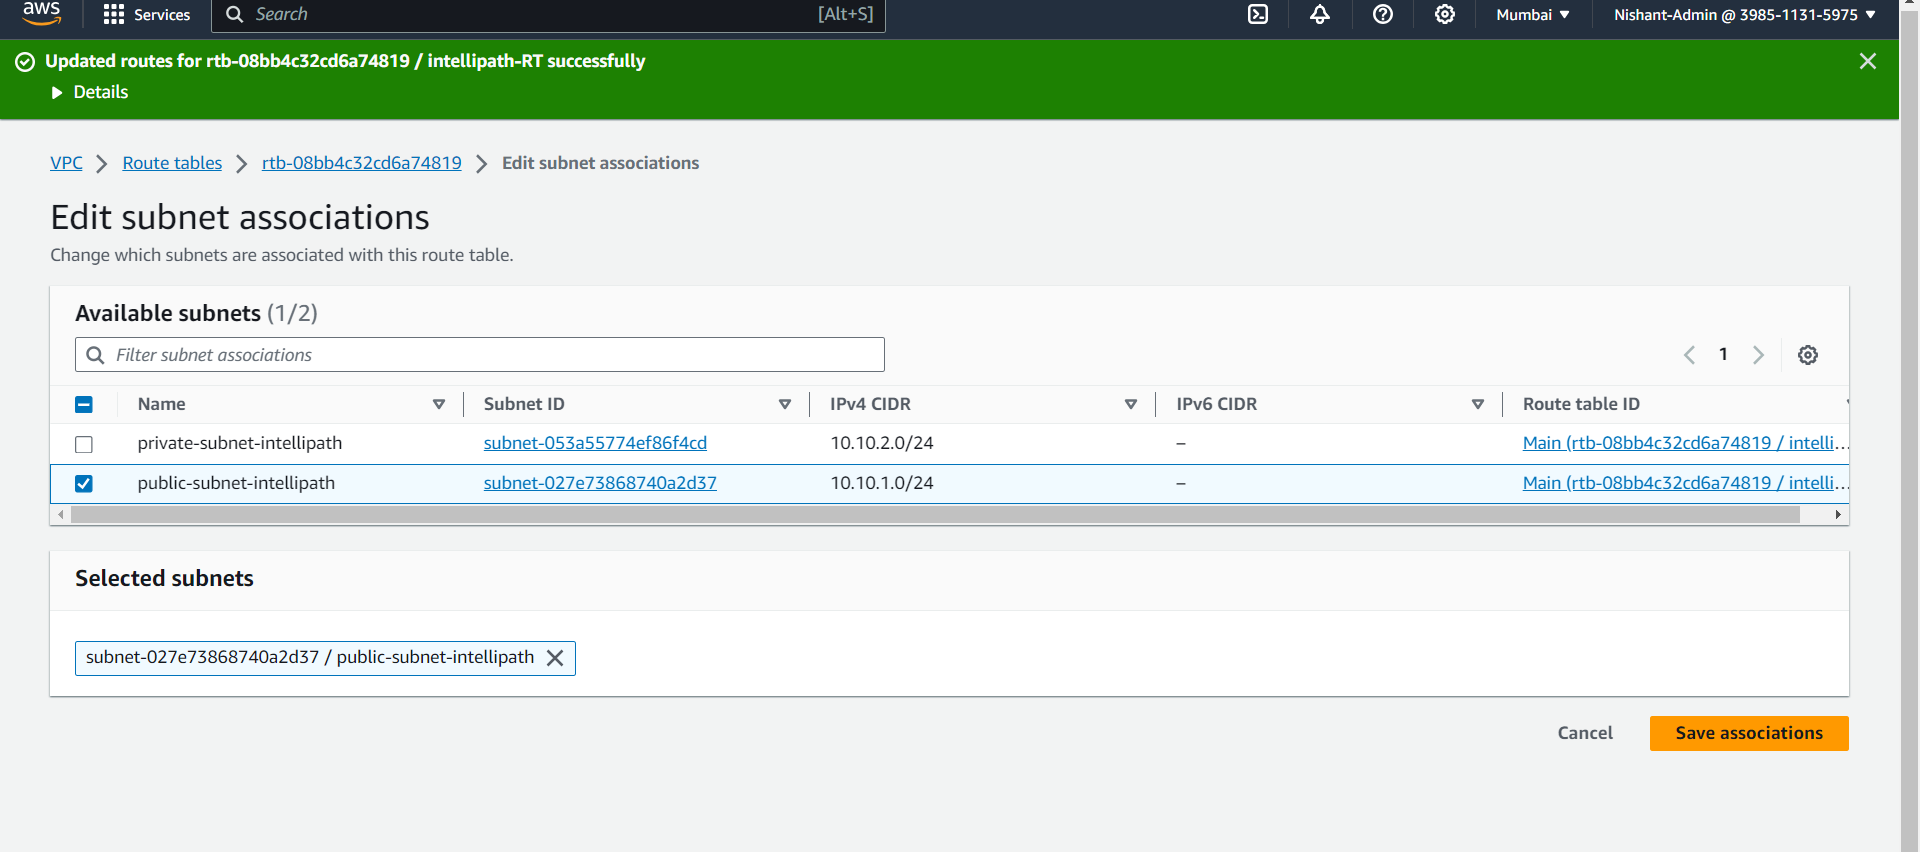 aws
Services
Search
[Alt+S]
Mumbai
Nishant-Admin @ 3985-1131-5975
Updated routes for rtb-08bb4c32cd6a74819 / intellipath-RT successfully
Details
VPC
Route tables
rtb-08bb4c32cd6a74819
Edit subnet associations
Edit subnet associations
Change which subnets are associated with this route table.
Available subnets (1/2)
Filter subnet associations
1
Name
Subnet ID
IPv4 CIDR
IPv6 CIDR
Route table ID
private-subnet-intellipath
subnet-053a55774ef86f4cd
10.10.2.0/24
–
Main (rtb-08bb4c32cd6a74819 / intelli...
public-subnet-intellipath
subnet-027e73868740a2d37
10.10.1.0/24
–
Main (rtb-08bb4c32cd6a74819 / intelli...
Selected subnets
subnet-027e73868740a2d37 / public-subnet-intellipath
Cancel
Save associations